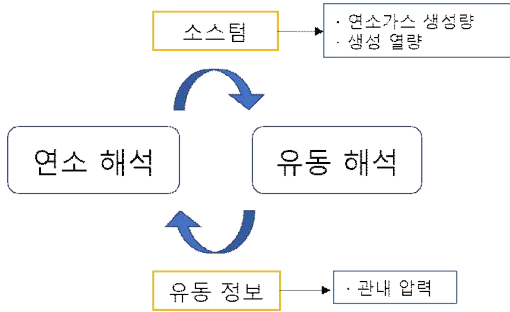 소스텀
· 연소가스 생성량
· 생성 열량
연소 해석
유동 해석
유동 정보
· 관내 압력